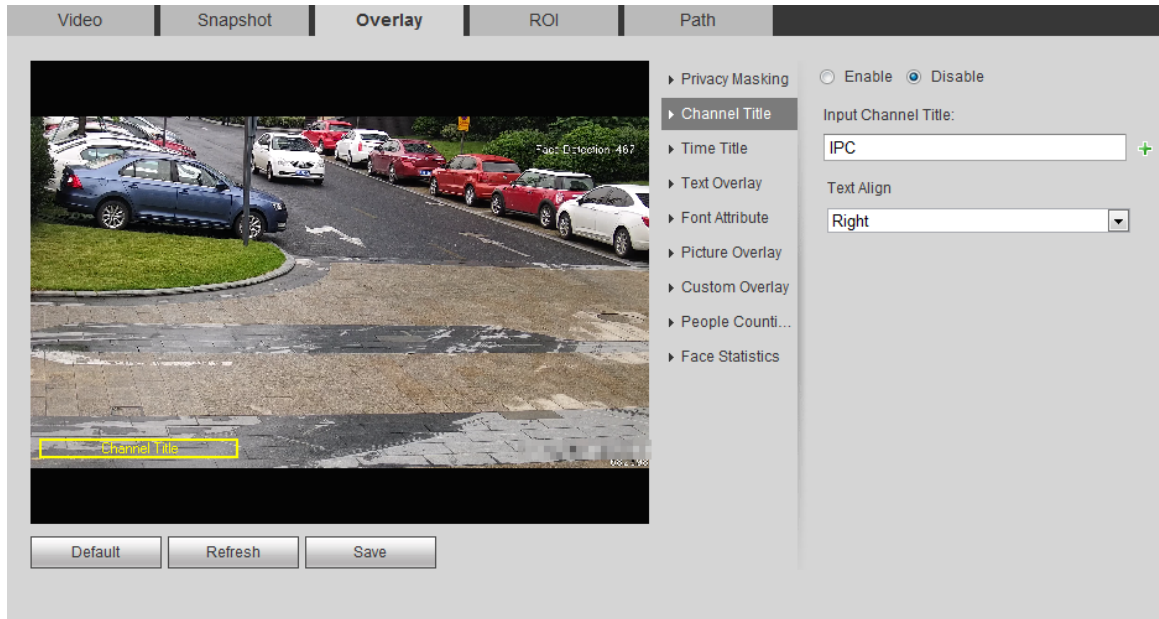 Video
Snapshot
Overlay
ROI
Path
Face Detection 467
Channel Title
Default
Refresh
Save
Privacy Masking
Channel Title
Time Title
Text Overlay
Font Attribute
Picture Overlay
Custom Overlay
People Counti...
Face Statistics
Enable
Disable
Input Channel Title:
IPC
+
Text Align
Right